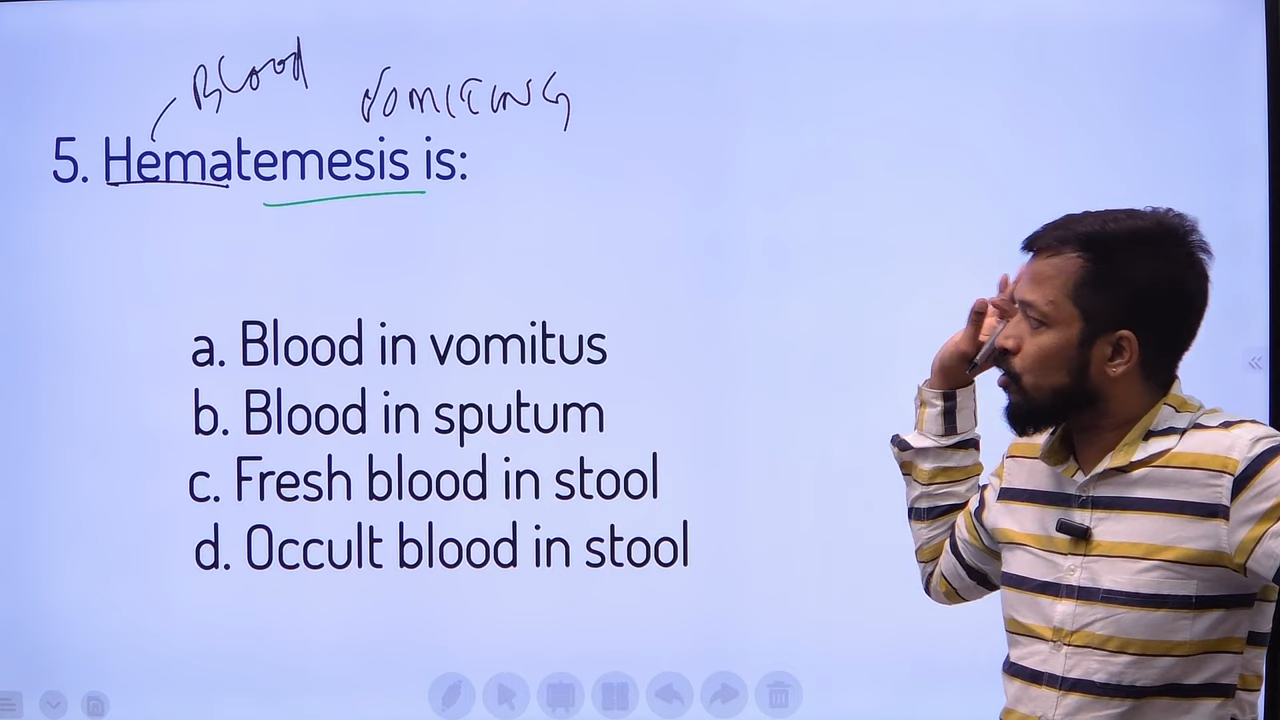 Blood vomiting
5. Hematemesis is:
a. Blood in vomitus
b. Blood in sputum
c. Fresh blood in stool
d. Occult blood in stool